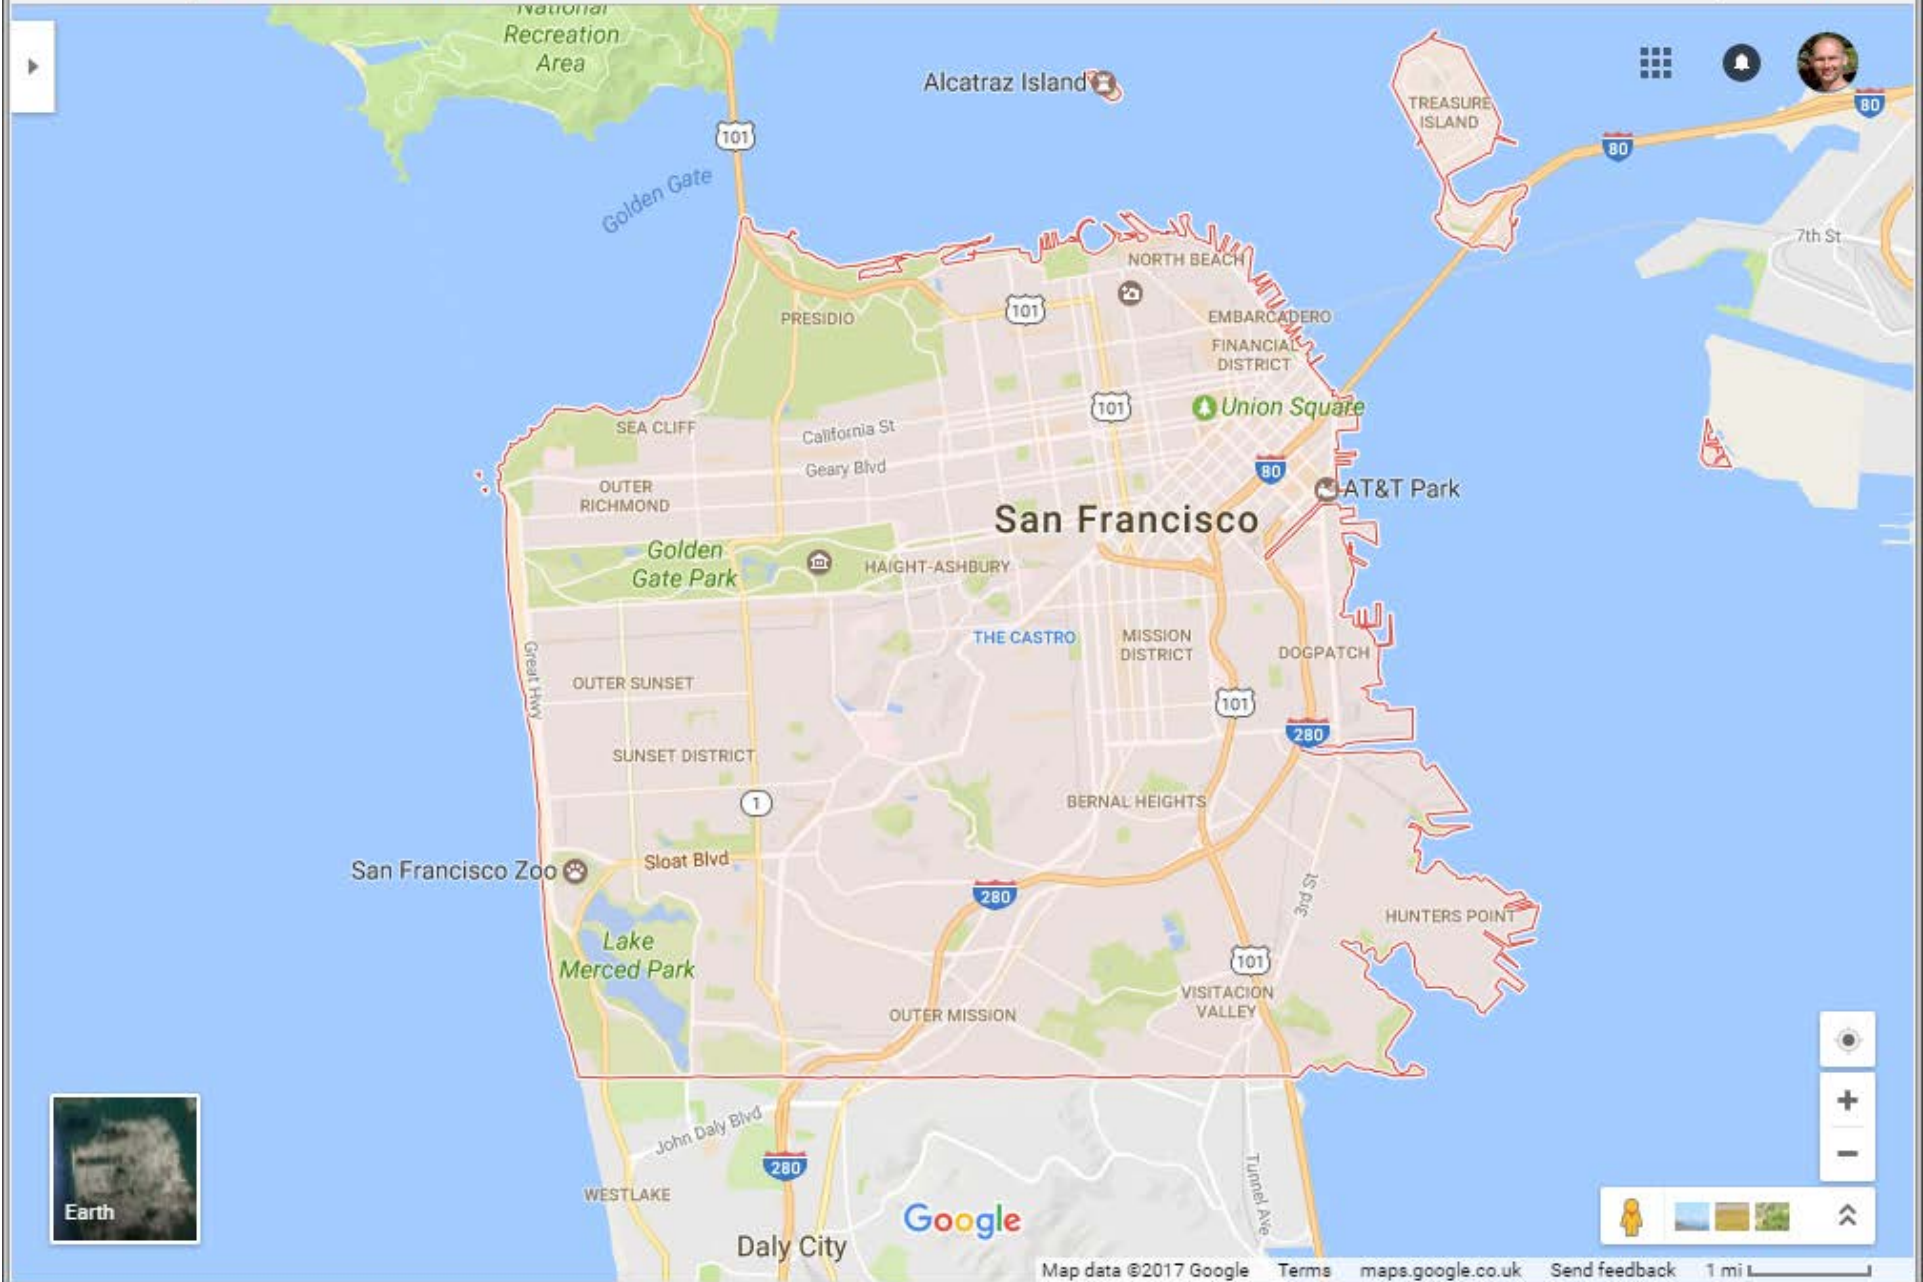 National
Recreation
Area
Alcatraz Island
TREASURE
ISLAND
80
80
101
Golden Gate
7th St
NORTH BEACH
101
PRESIDIO
EMBARCADERO
FINANCIAL
DISTRICT
101
Union Square
SEA CLIFF
California St
Geary Blvd
80
AT&T Park
OUTER
RICHMOND
San Francisco
Golden
Gate Park
HAIGHT-ASHBURY
THE CASTRO
MISSION
DISTRICT
DOGPATCH
Great Hwy
OUTER SUNSET
101
280
SUNSET DISTRICT
1
BERNAL HEIGHTS
San Francisco Zoo
Sloat Blvd
280
3rd St
HUNTERS POINT
Lake
Merced Park
101
VISITACION
VALLEY
OUTER MISSION
John Daly Blvd
280
Tunnel Ave
WESTLAKE
Earth
Google
Daly City
Map data ©2017 Google Terms maps.google.co.uk Send feedback 1 mi